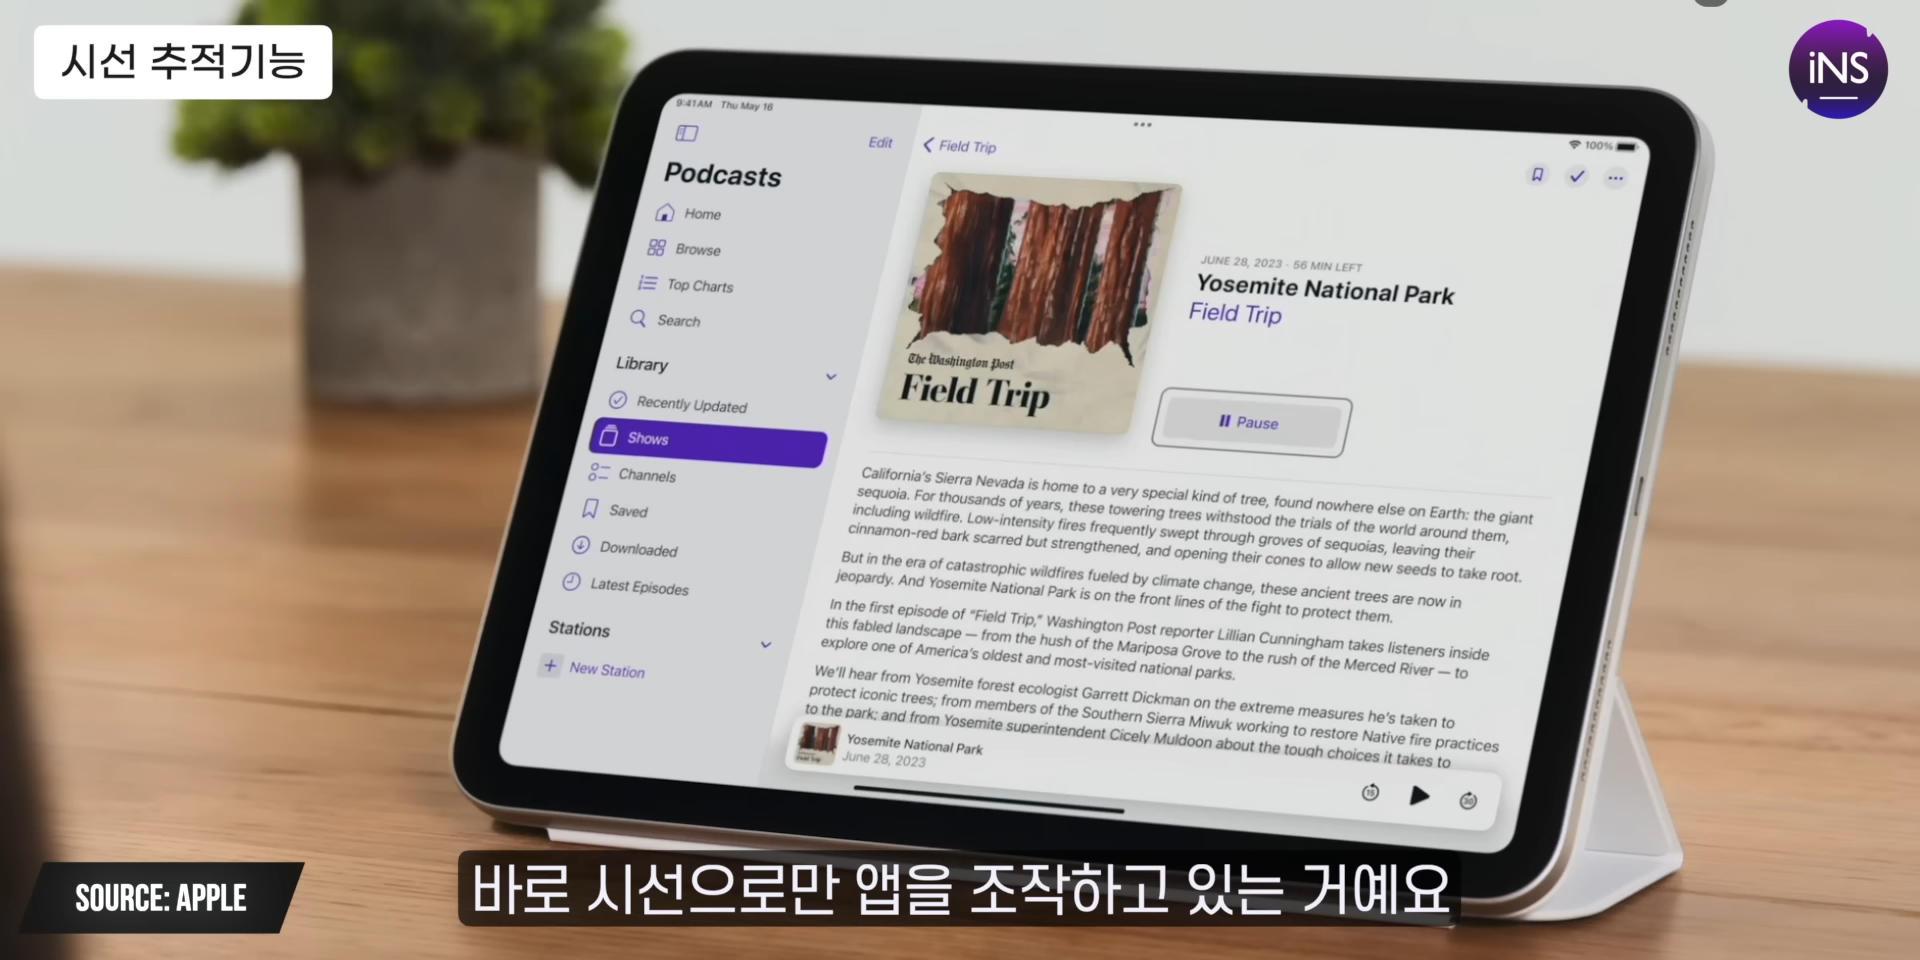 시선 추적기능
iNS
9:41AM Thu May 16
100%
Edit
Podcasts
Home
Browse
Top Charts
Search
Library
Recently Updated
Shows
Channels
Saved
Downloaded
Latest Episodes
Stations
New Station
Field Trip
The Washington Post
Field Trip
JUNE 28, 2023 · 56 MIN LEFT
Yosemite National Park
Field Trip
Pause
California's Sierra Nevada is home to a very special kind of tree, found nowhere else on Earth: the giant
sequoia. For thousands of years, these towering trees withstood the trials of the world around them,
including wildfire. Low-intensity fires frequently swept through groves of sequoias, leaving their
cinnamon-red bark scarred but strengthened, and opening their cones to allow new seeds to take root.
But in the era of catastrophic wildfires fueled by climate change, these ancient trees are now in
jeopardy. And Yosemite National Park is on the front lines of the fight to protect them.
In the first episode of "Field Trip," Washington Post reporter Lillian Cunningham takes listeners inside
this fabled landscape — from the hush of the Mariposa Grove to the rush of the Merced River — to
explore one of America's oldest and most-visited national parks.
We'll hear from Yosemite forest ecologist Garrett Dickman on the extreme measures he's taken to
protect iconic trees; from members of the Southern Sierra Miwuk working to restore Native fire practices
to the park; and from Yosemite superintendent Cicely Muldoon about the tough choices it takes to
Yosemite National Park
June 28, 2023
15
30
SOURCE: APPLE
바로 시선으로만 앱을 조작하고 있는 거예요